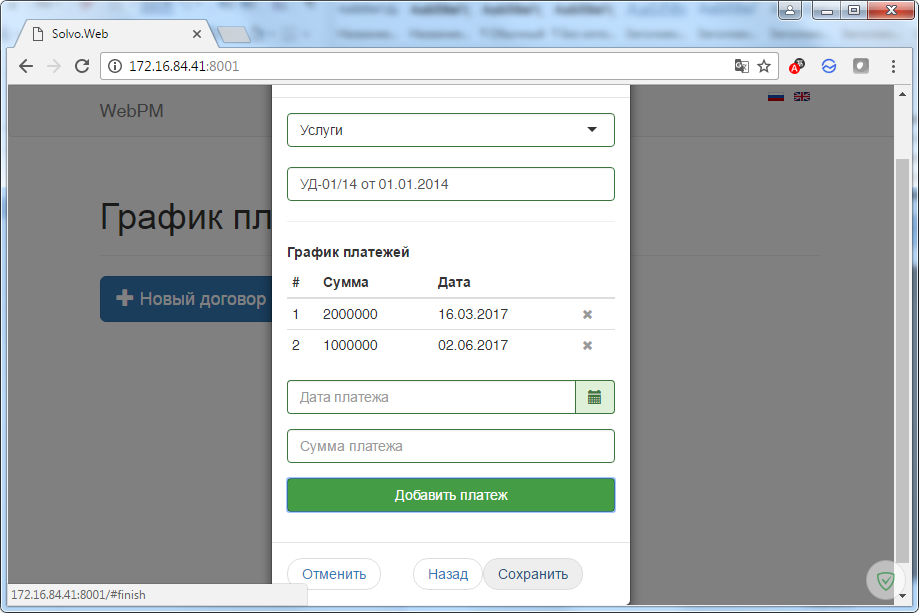 Solvo.Web
172.16.84.41:8001
WebPM
График пл
Новый договор
Услуги
УД-01/14 от 01.01.2014
График платежей
# Сумма Дата
1 2000000 16.03.2017
2 1000000 02.06.2017
Дата платежа
Сумма платежа
Добавить платеж
Отменить Назад Сохранить
172.16.84.41:8001/#finish